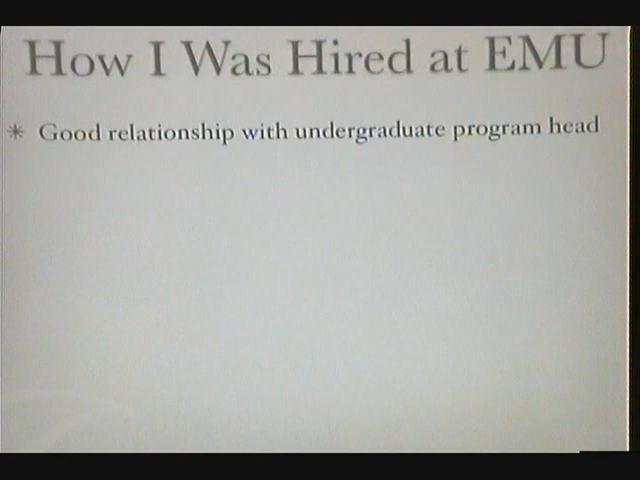 How I Was Hired at EMU
✳ Good relationship with undergraduate program head